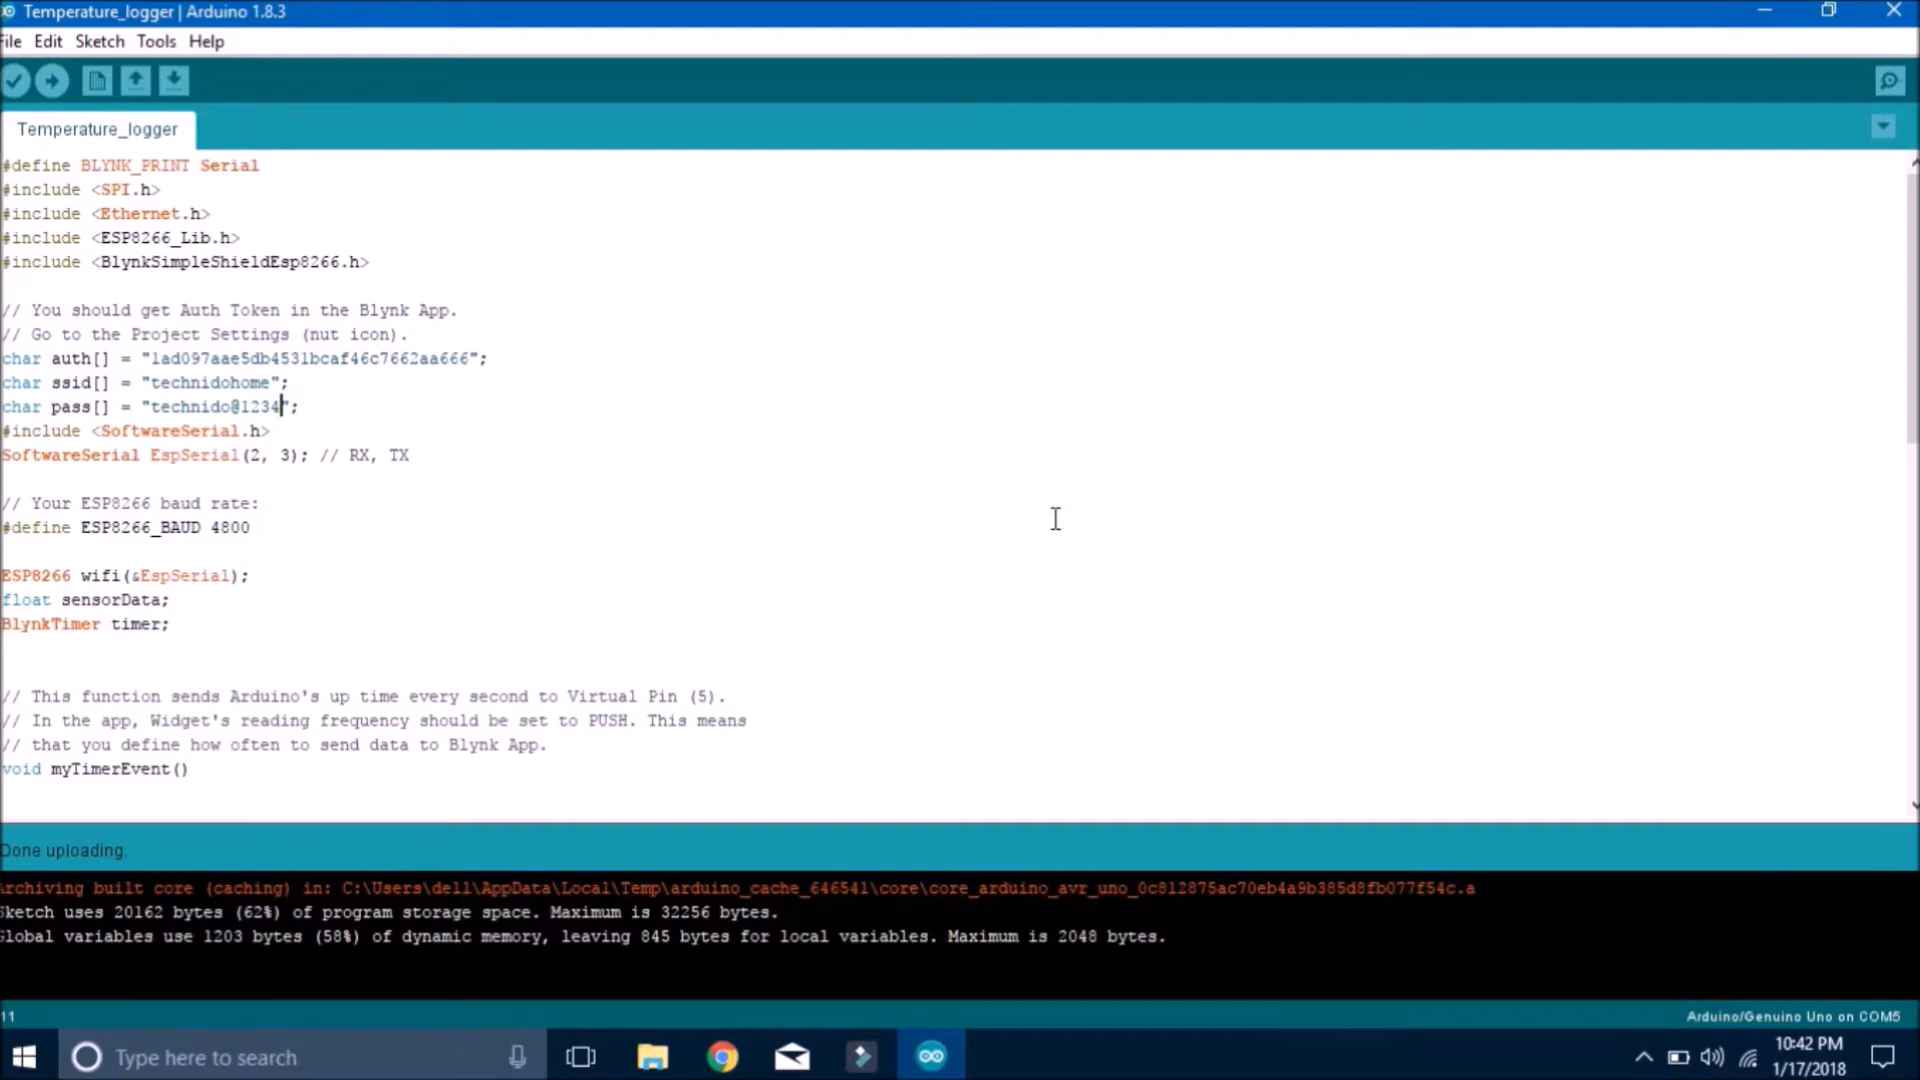 Temperature_logger | Arduino 1.8.3
File Edit Sketch Tools Help
Temperature_logger
#define BLYNK_PRINT Serial
#include <SPI.h>
#include <Ethernet.h>
#include <ESP8266_Lib.h>
#include <BlynkSimpleShieldEsp8266.h>
// You should get Auth Token in the Blynk App.
// Go to the Project Settings (nut icon).
char auth[] = "1ad097aae5db4531bcaf46c7662aa666";
char ssid[] = "technidohome";
char pass[] = "technido@1234";
#include <SoftwareSerial.h>
SoftwareSerial EspSerial(2, 3); // RX, TX
// Your ESP8266 baud rate:
#define ESP8266_BAUD 4800
ESP8266 wifi(&EspSerial);
float sensorData;
BlynkTimer timer;
// This function sends Arduino's up time every second to Virtual Pin (5).
// In the app, Widget's reading frequency should be set to PUSH. This means
// that you define how often to send data to Blynk App.
void myTimerEvent()
Done uploading.
Archiving built core (caching) in: C:\Users\dell\AppData\Local\Temp\arduino_cache_646541\core\core_arduino_avr_uno_0c812875ac70eb4a9b385d8fb077f54c.a
Sketch uses 20162 bytes (62%) of program storage space. Maximum is 32256 bytes.
Global variables use 1203 bytes (58%) of dynamic memory, leaving 845 bytes for local variables. Maximum is 2048 bytes.
11
Arduino/Genuino Uno on COM5
Type here to search
10:42 PM
1/17/2018